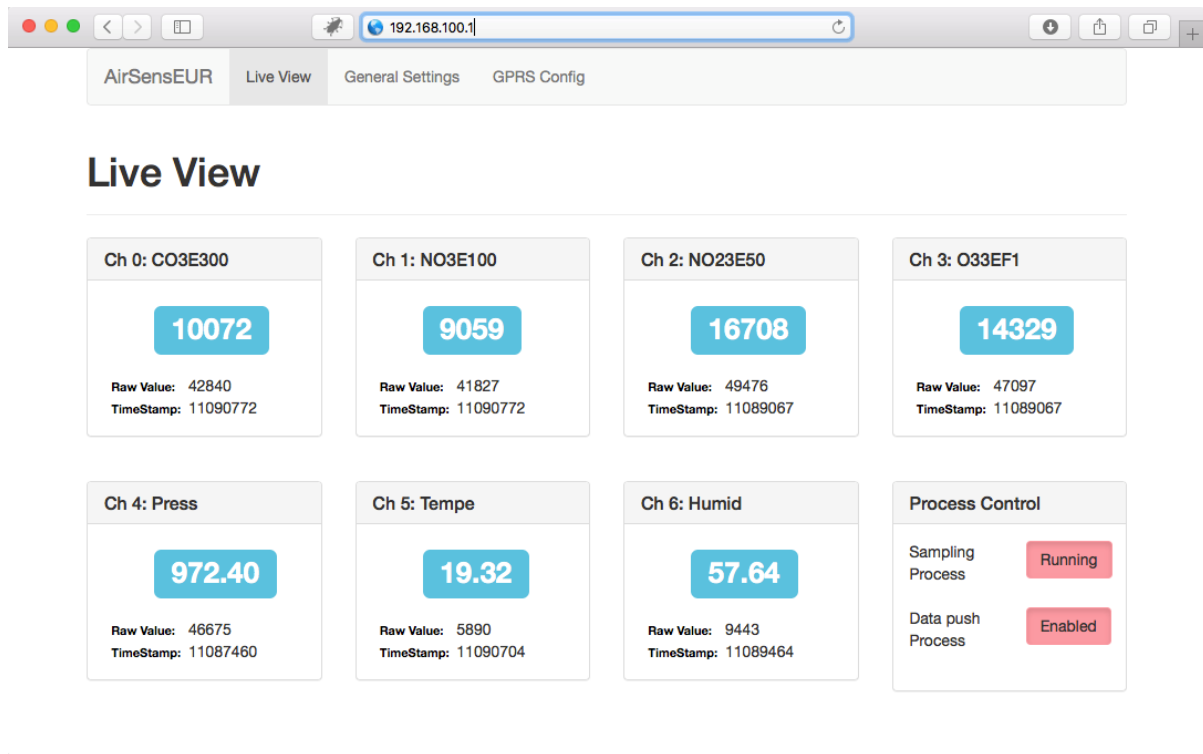 192.168.100.1
AirSensEUR Live View General Settings GPRS Config
Live View
Ch 0: CO3E300
10072
Raw Value: 42840
TimeStamp: 11090772
Ch 1: NO3E100
9059
Raw Value: 41827
TimeStamp: 11090772
Ch 2: NO23E50
16708
Raw Value: 49476
TimeStamp: 11089067
Ch 3: O33EF1
14329
Raw Value: 47097
TimeStamp: 11089067
Ch 4: Press
972.40
Raw Value: 46675
TimeStamp: 11087460
Ch 5: Tempe
19.32
Raw Value: 5890
TimeStamp: 11090704
Ch 6: Humid
57.64
Raw Value: 9443
TimeStamp: 11089464
Process Control
Sampling
Process
Running
Data push
Process
Enabled